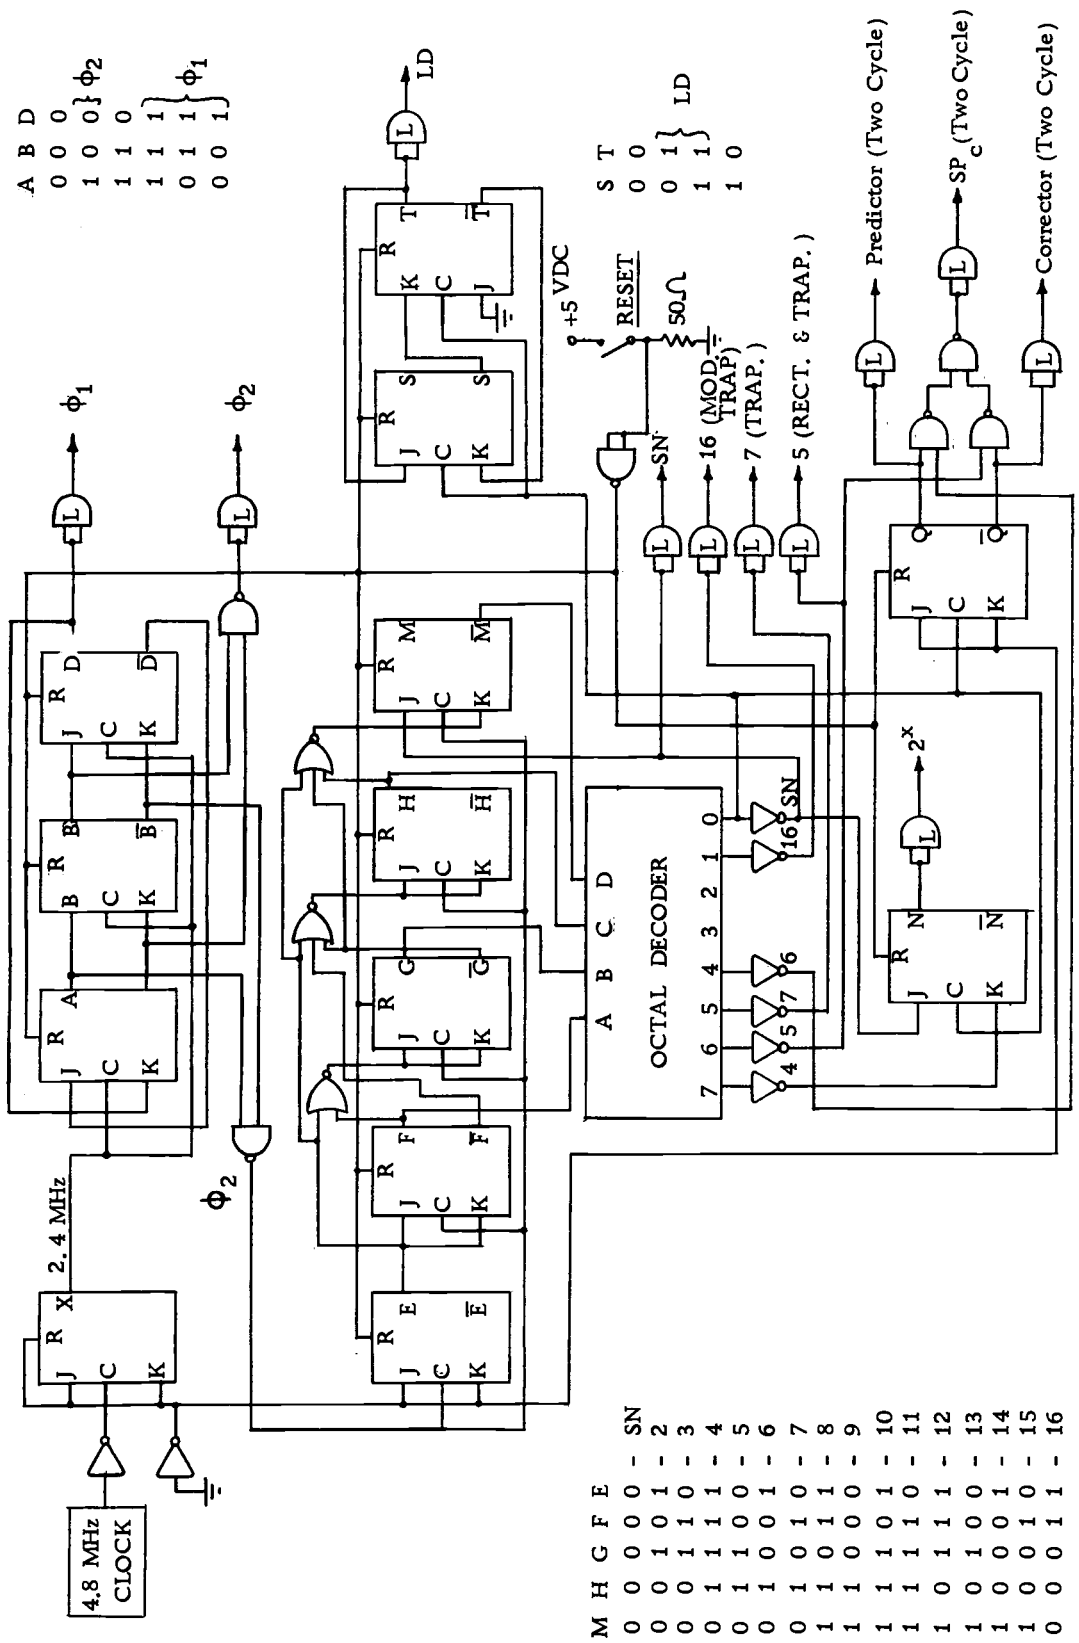 4.8 MHz
CLOCK
J
C
K
R
X
2.4 MHz
J
C
K
R
A
B
C
K
R
B
B̅
J
C
K
R
D
D̅
L
ϕ1
L
ϕ2
ϕ2
A B D
0 0 0
1 0 0 } ϕ2
1 1 0
1 1 1
0 1 1 } ϕ1
0 0 1
J
C
K
R
E
E̅
J
C
K
R
F
F̅
J
C
K
R
G
G̅
J
C
K
R
H
H̅
J
C
K
R
M
M̅
J
C
K
R
S
S
K
C
J
R
T
T̅
L
LD
S T
0 0
0 1
1 1 } LD
1 0
A B C D
OCTAL DECODER
7 6 5 4 3 2 1 0
4 5 7 6 16 SN
+5 VDC
RESET
50Ω
L
SN
L
16 (MOD. TRAP)
L
7 (TRAP.)
L
5 (RECT. & TRAP.)
J
C
K
R
N
N̅
L
2x
J
C
K
R
Q
Q̅
L
Predictor (Two Cycle)
L
SPc (Two Cycle)
L
Corrector (Two Cycle)
M H G F E
0 0 0 0 0 - SN
0 0 1 0 1 - 2
0 0 1 1 0 - 3
0 1 1 1 1 - 4
0 1 1 0 0 - 5
0 1 0 0 1 - 6
0 1 0 1 0 - 7
1 1 0 1 1 - 8
1 1 0 0 0 - 9
1 1 1 0 1 - 10
1 1 1 1 0 - 11
1 0 1 1 1 - 12
1 0 1 0 0 - 13
1 0 0 0 1 - 14
1 0 0 1 0 - 15
0 0 0 1 1 - 16